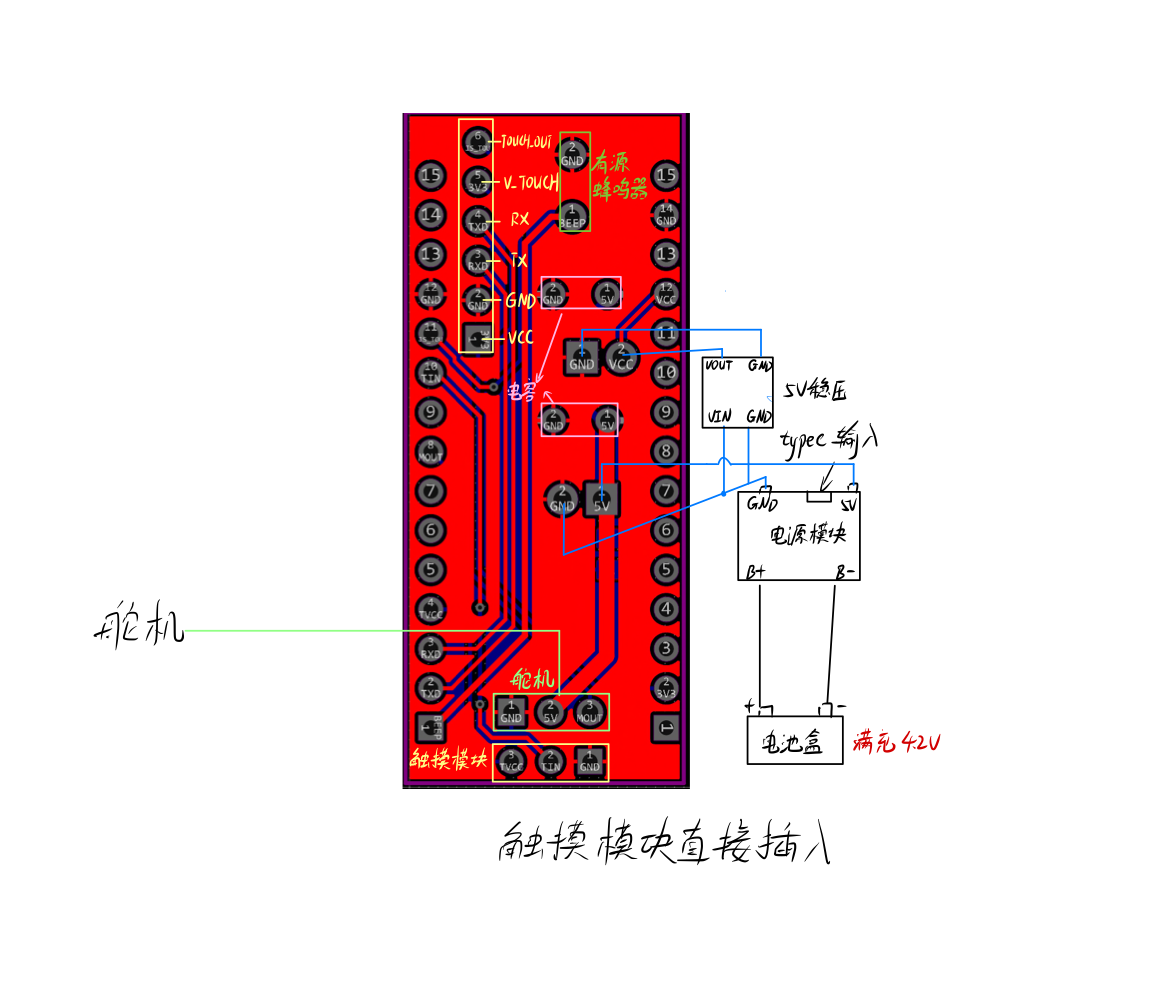 6 IS_TO TOUCH_OUT
5 3V3 V_TOUCH
4 TXD RX
3 RXD TX
2 GND GND
1 VCC
2 GND
1 BEEP
有源
蜂鸣器
15
14
13
12 GND
11 IS_TO
10 TIN
9
8 MOUT
7
6
5
4 TVCC
3 RXD
2 TXD
1 BEEP
15
14 GND
13
12 VCC
11
10
9
8
7
6
5
4
3
2 3V3
1
2 GND 1 5V
1 GND 2 VCC
电容
2 GND 1 5V
2 GND 1 5V
VOUT GND
VIN GND
5V稳压
typec 输入
GND 5V
电源模块
B+ B-
+ -
电池盒
满充 4.2V
舵机
舵机
1 GND 2 5V 3 MOUT
触摸模块
3 TVCC 2 TIN 1 GND
触摸模块直接插入